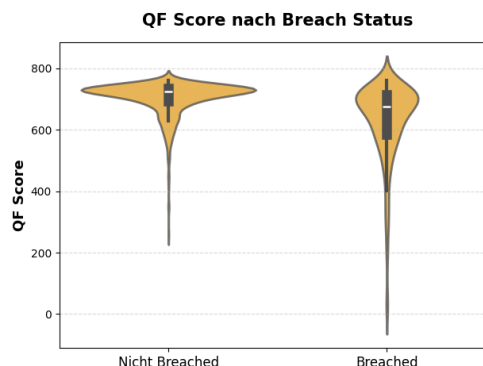 QF Score nach Breach Status
800
600
400
200
0
QF Score
Nicht Breached
Breached